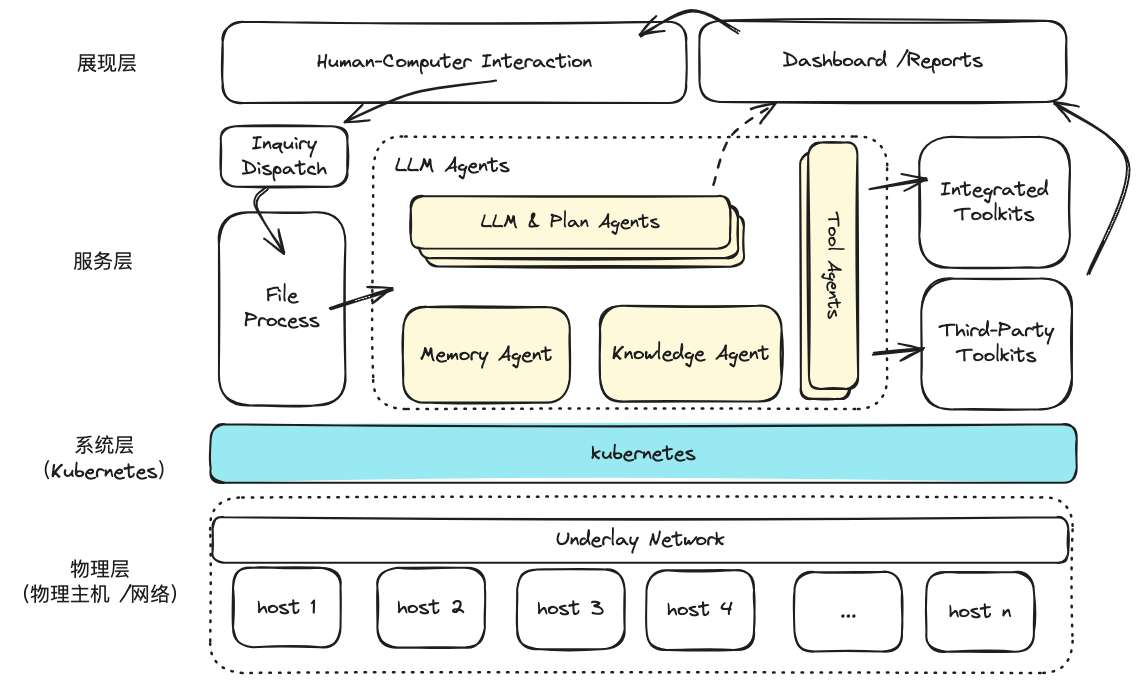 展现层
Human-Computer Interaction
Dashboard /Reports
服务层
Inquiry
Dispatch
File
Process
LLM Agents
LLM & Plan Agents
Memory Agent
Knowledge Agent
Tool Agents
Integrated
Toolkits
Third-Party
Toolkits
系统层
(Kubernetes)
kubernetes
物理层
(物理主机 /网络)
Underlay Network
host 1
host 2
host 3
host 4
...
host n